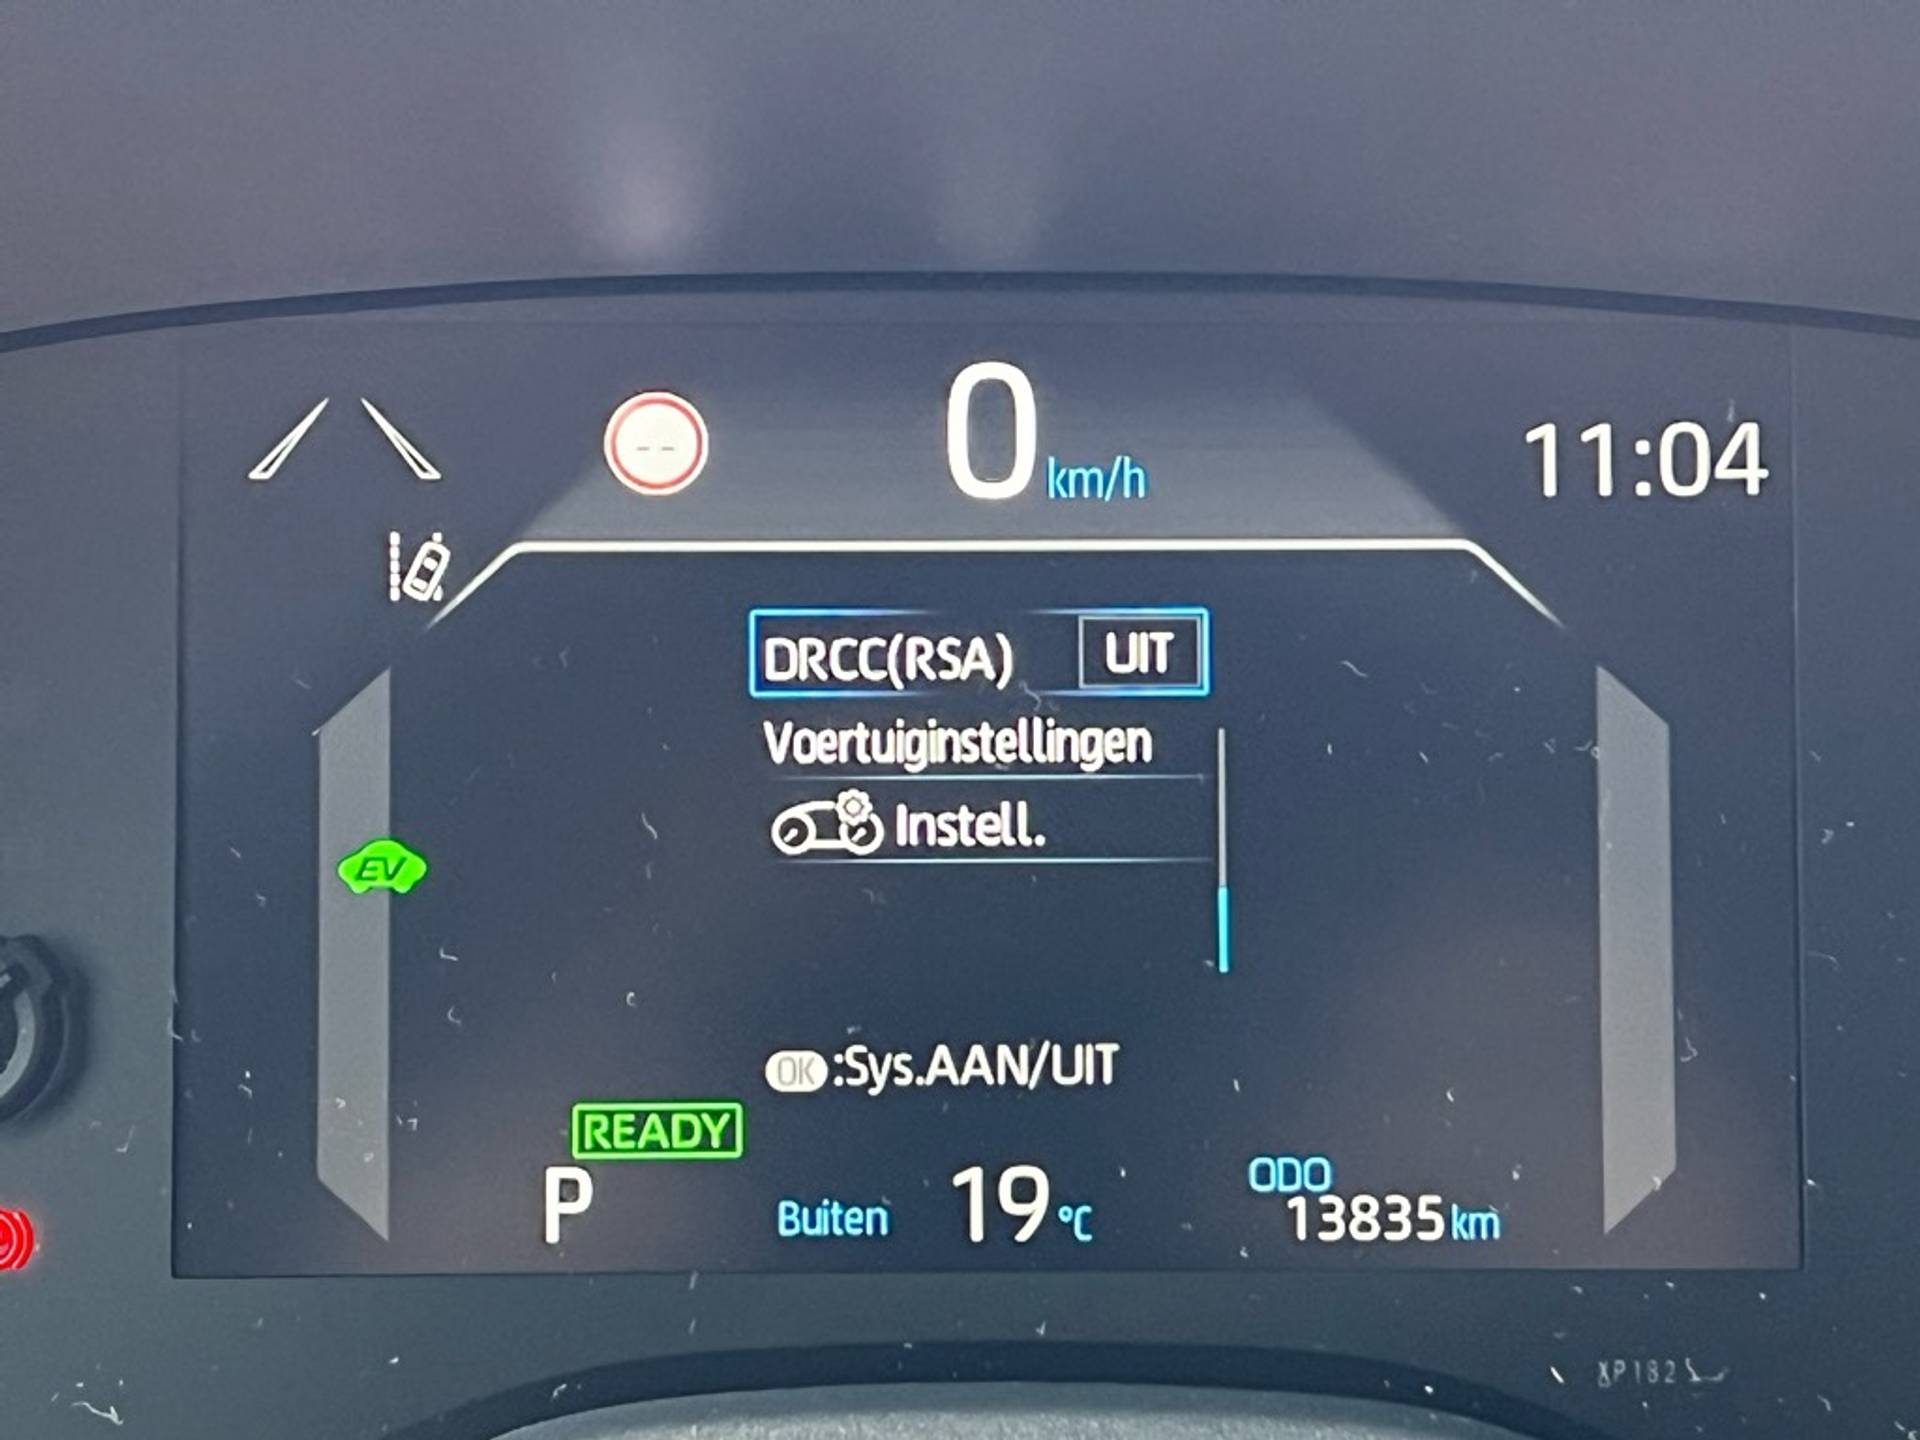 0 km/h
11:04
--
DRCC(RSA) UIT
Voertuiginstellingen
Instell.
EV
OK :Sys.AAN/UIT
READY
P
Buiten 19 °C
ODO
13835 km